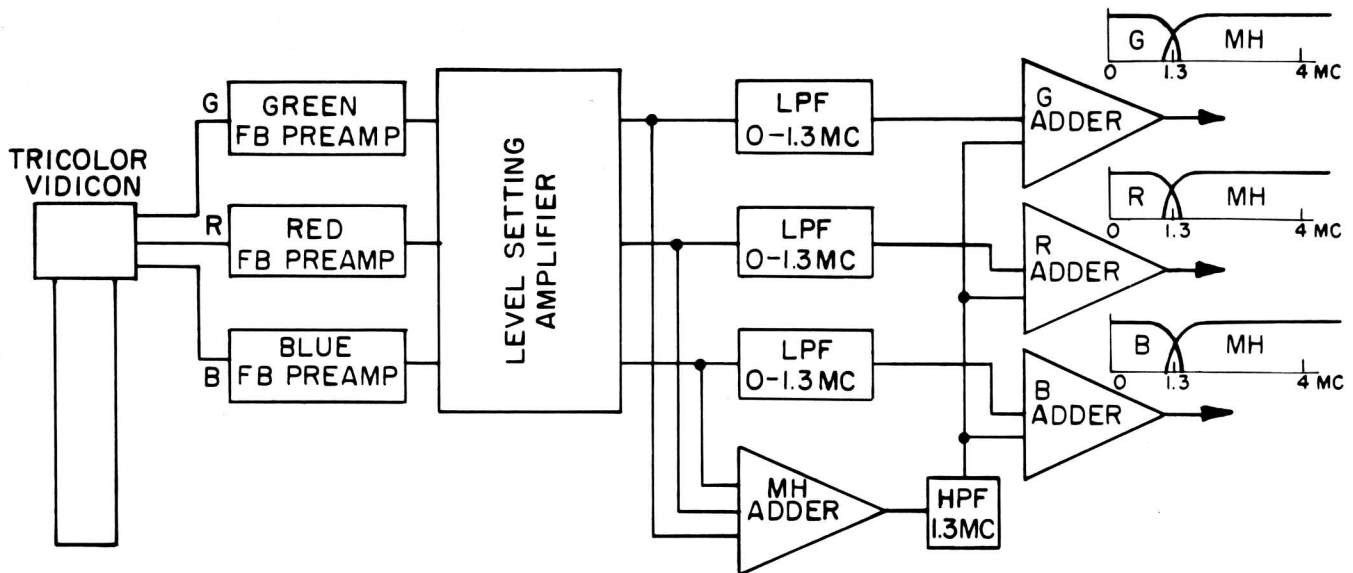 TRICOLOR
VIDICON
G
R
B
GREEN
FB PREAMP
RED
FB PREAMP
BLUE
FB PREAMP
LEVEL SETTING
AMPLIFIER
LPF
0-1.3MC
LPF
0-1.3MC
LPF
0-1.3MC
MH
ADDER
HPF
1.3MC
G
ADDER
R
ADDER
B
ADDER
G MH
0 1.3 4 MC
R MH
0 1.3 4 MC
B MH
0 1.3 4 MC